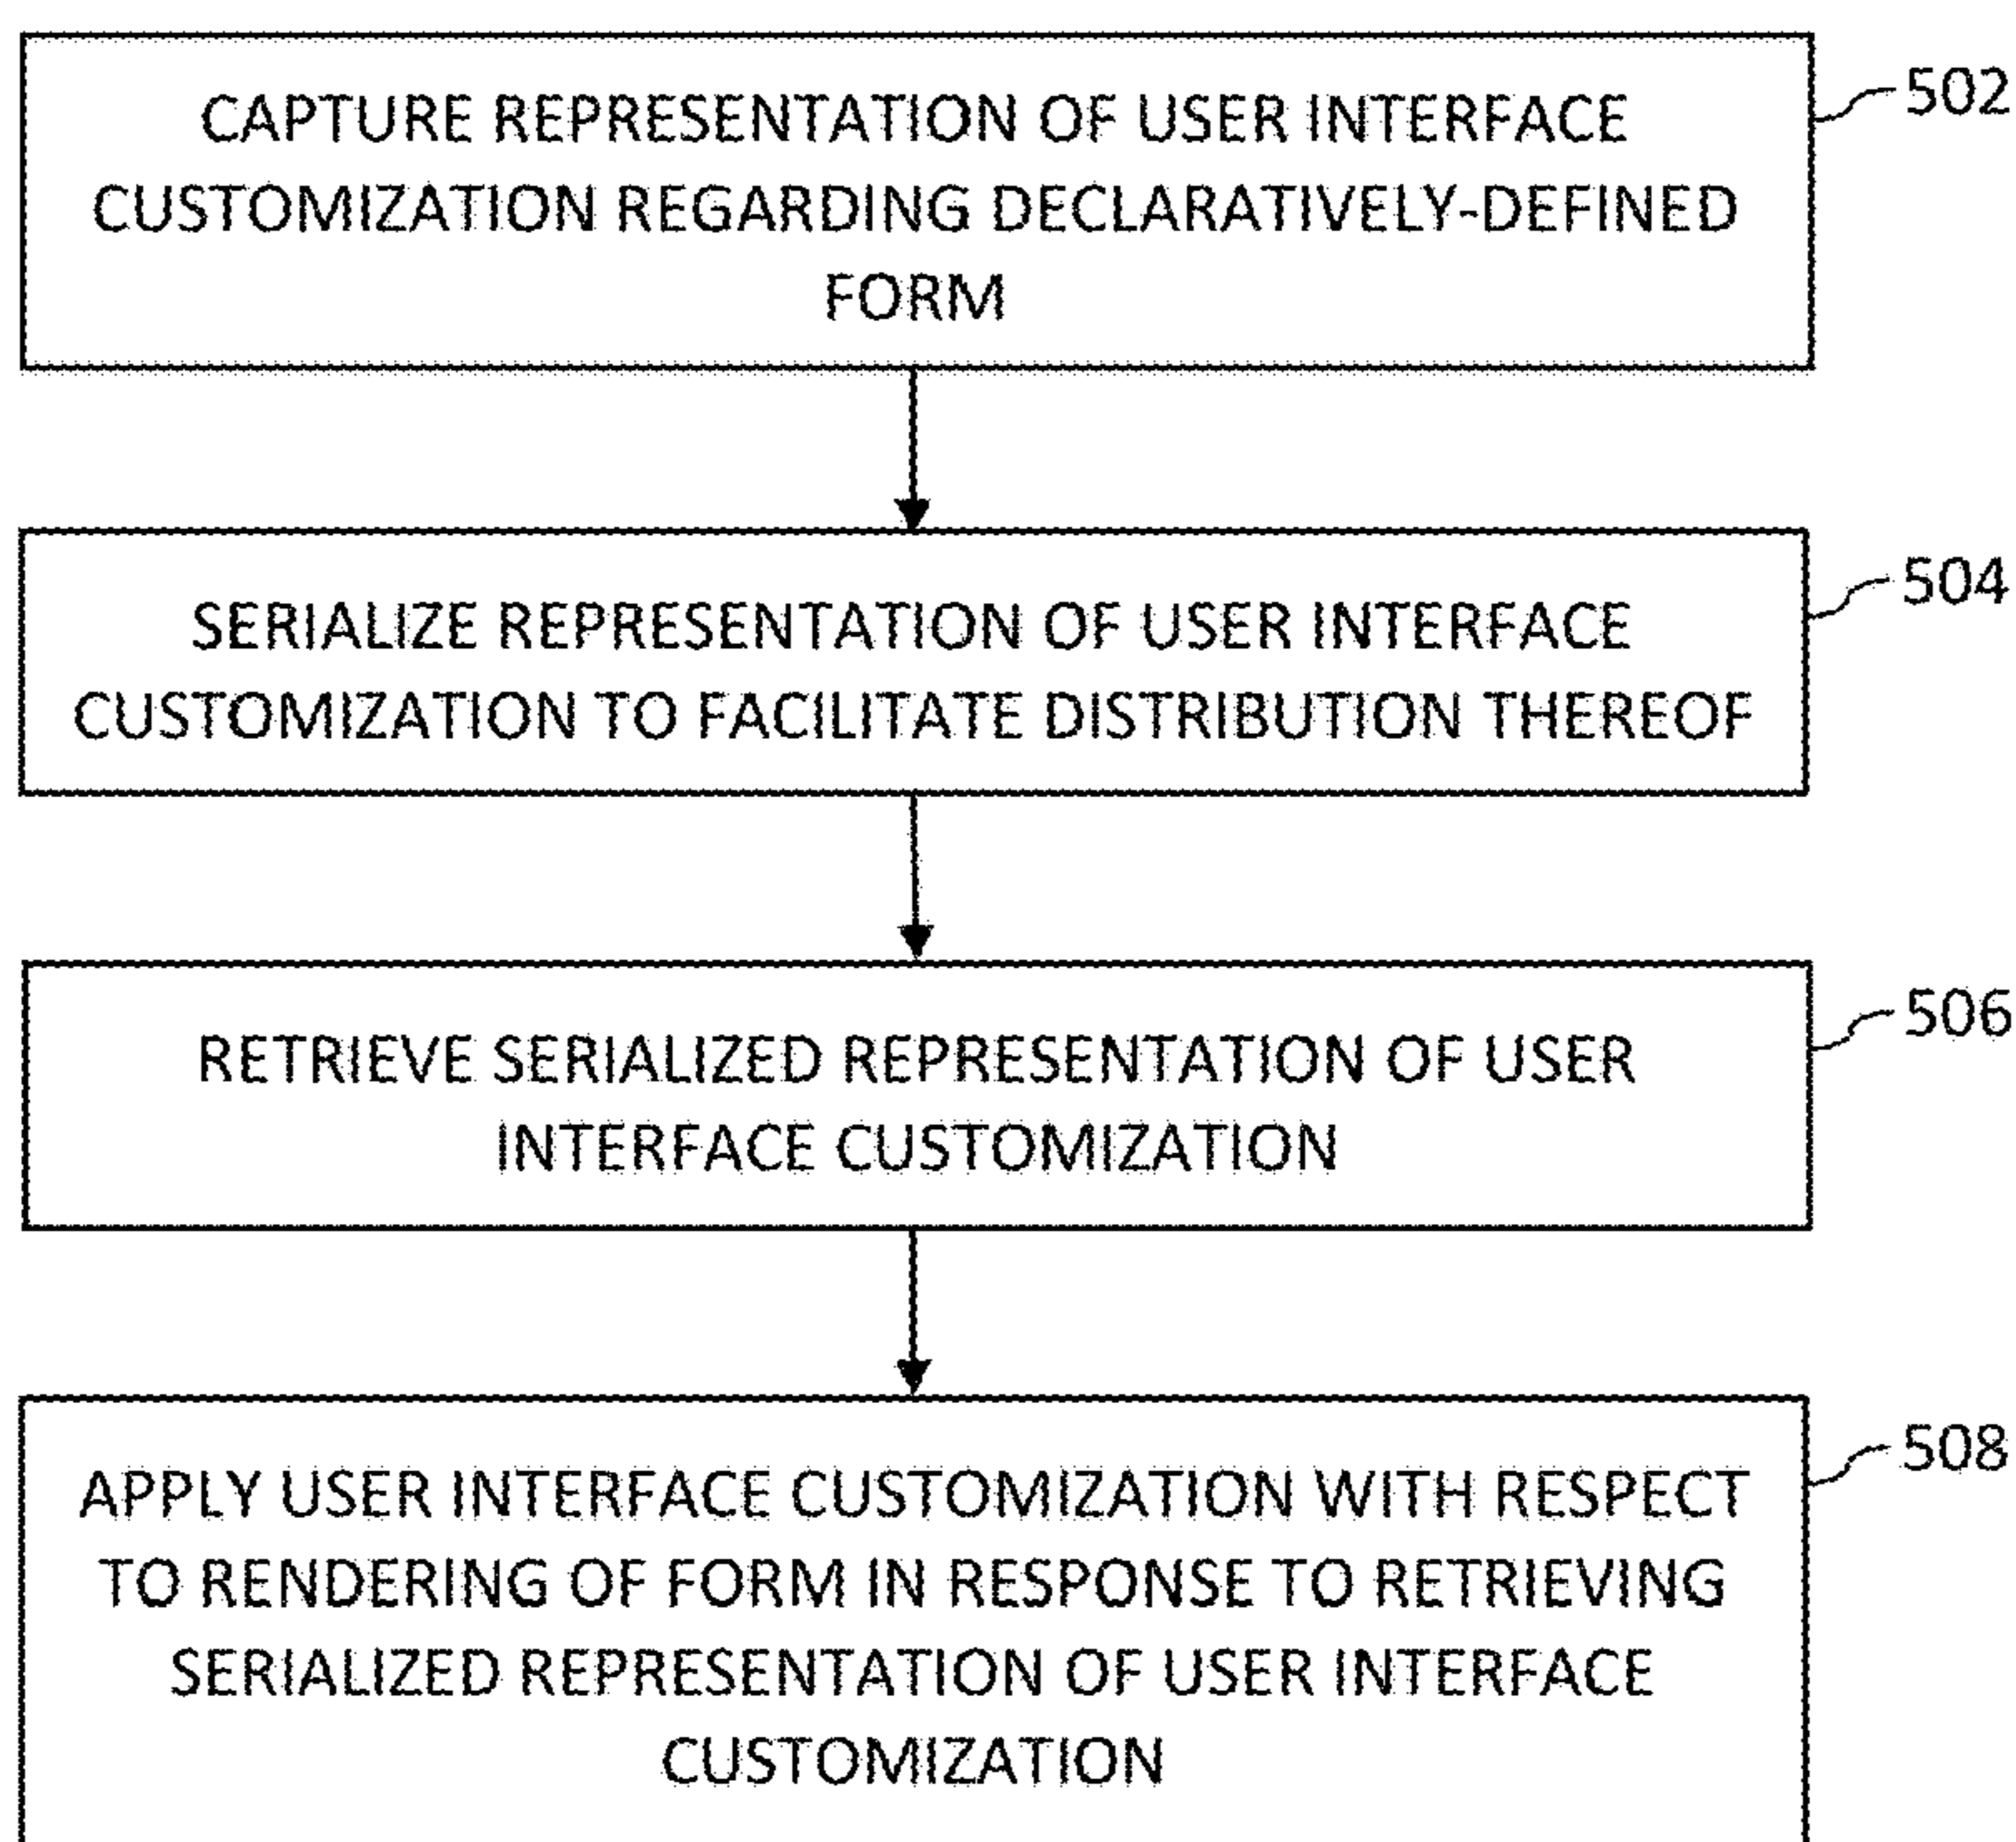 CAPTURE REPRESENTATION OF USER INTERFACE
CUSTOMIZATION REGARDING DECLARATIVELY-DEFINED
FORM
502
SERIALIZE REPRESENTATION OF USER INTERFACE
CUSTOMIZATION TO FACILITATE DISTRIBUTION THEREOF
504
RETRIEVE SERIALIZED REPRESENTATION OF USER
INTERFACE CUSTOMIZATION
506
APPLY USER INTERFACE CUSTOMIZATION WITH RESPECT
TO RENDERING OF FORM IN RESPONSE TO RETRIEVING
SERIALIZED REPRESENTATION OF USER INTERFACE
CUSTOMIZATION
508